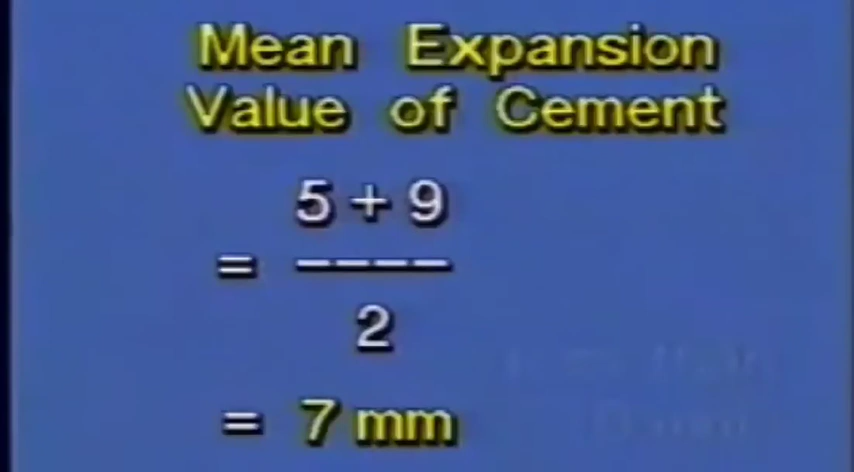 Mean Expansion
Value of Cement
5 + 9
= ----
2
= 7 mm